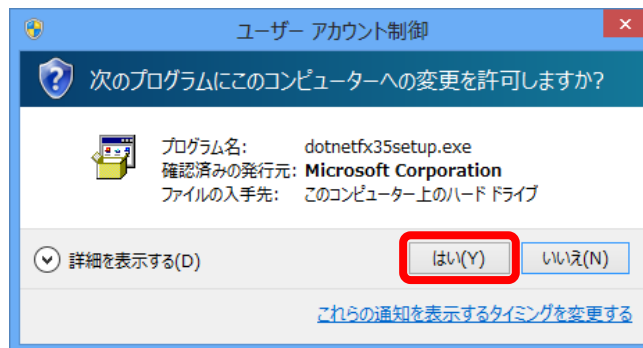 ユーザー アカウント制御
次のプログラムにこのコンピューターへの変更を許可しますか?
プログラム名: dotnetfx35setup.exe
確認済みの発行元: Microsoft Corporation
ファイルの入手先: このコンピューター上のハード ドライブ
詳細を表示する(D) はい(Y) いいえ(N)
これらの通知を表示するタイミングを変更する